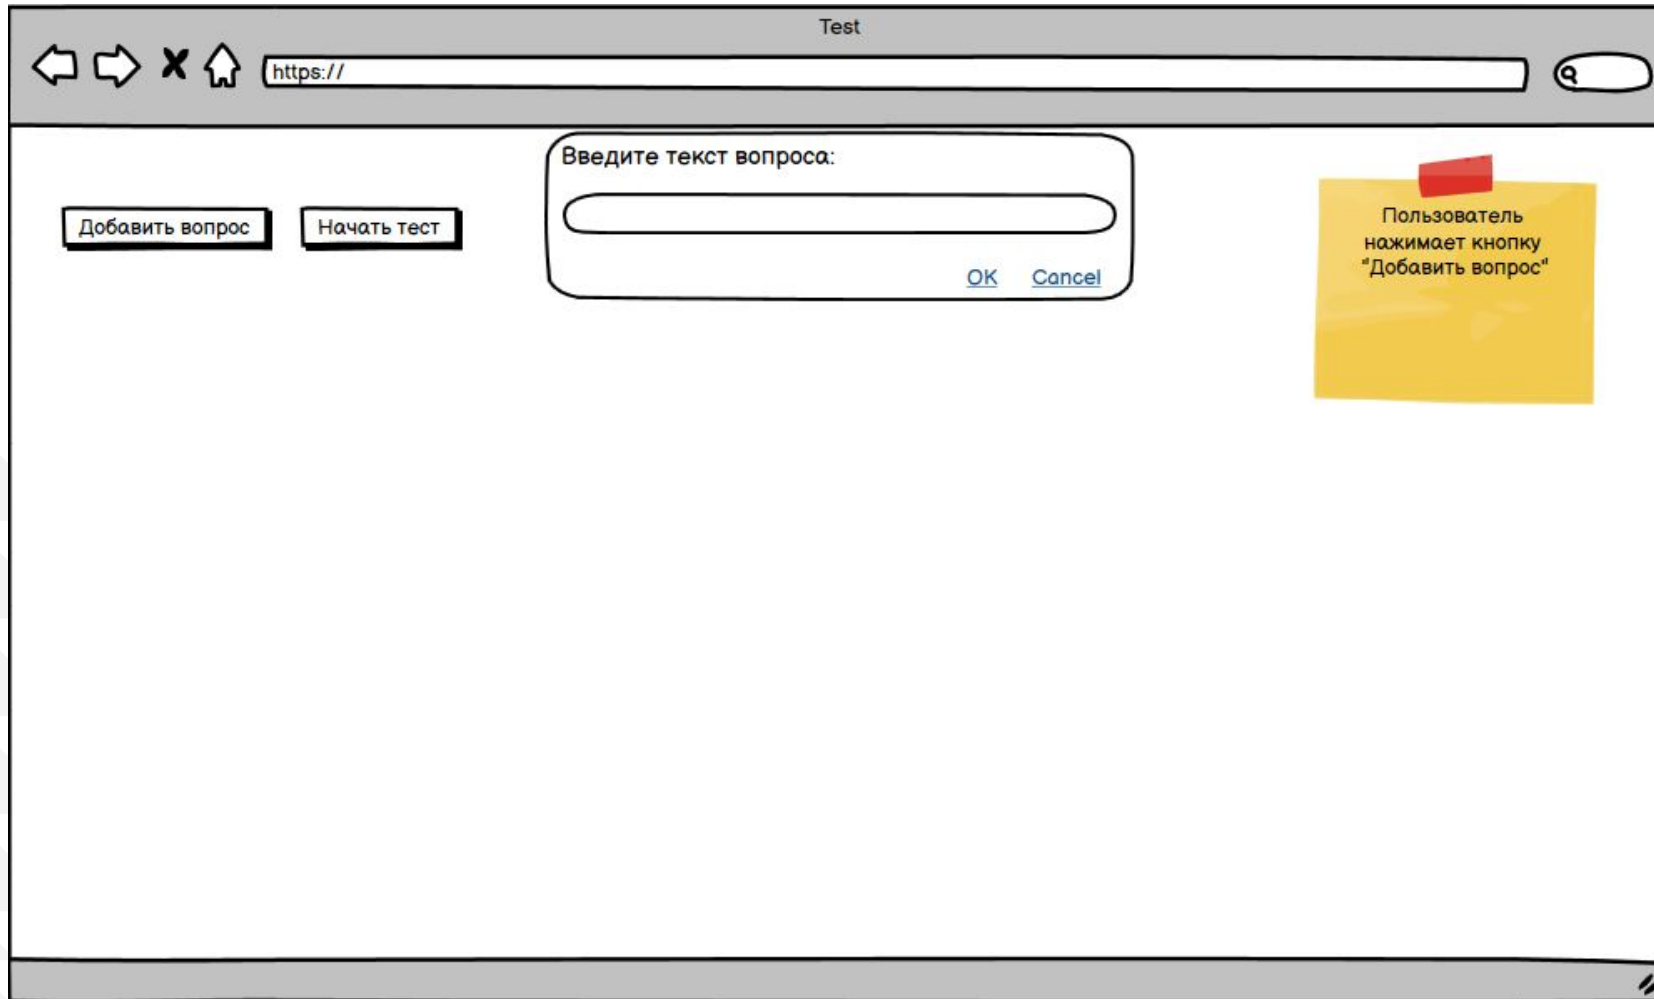 Test
https://
Введите текст вопроса:
Добавить вопрос
Начать тест
OK
Cancel
Пользователь
нажимает кнопку
"Добавить вопрос"